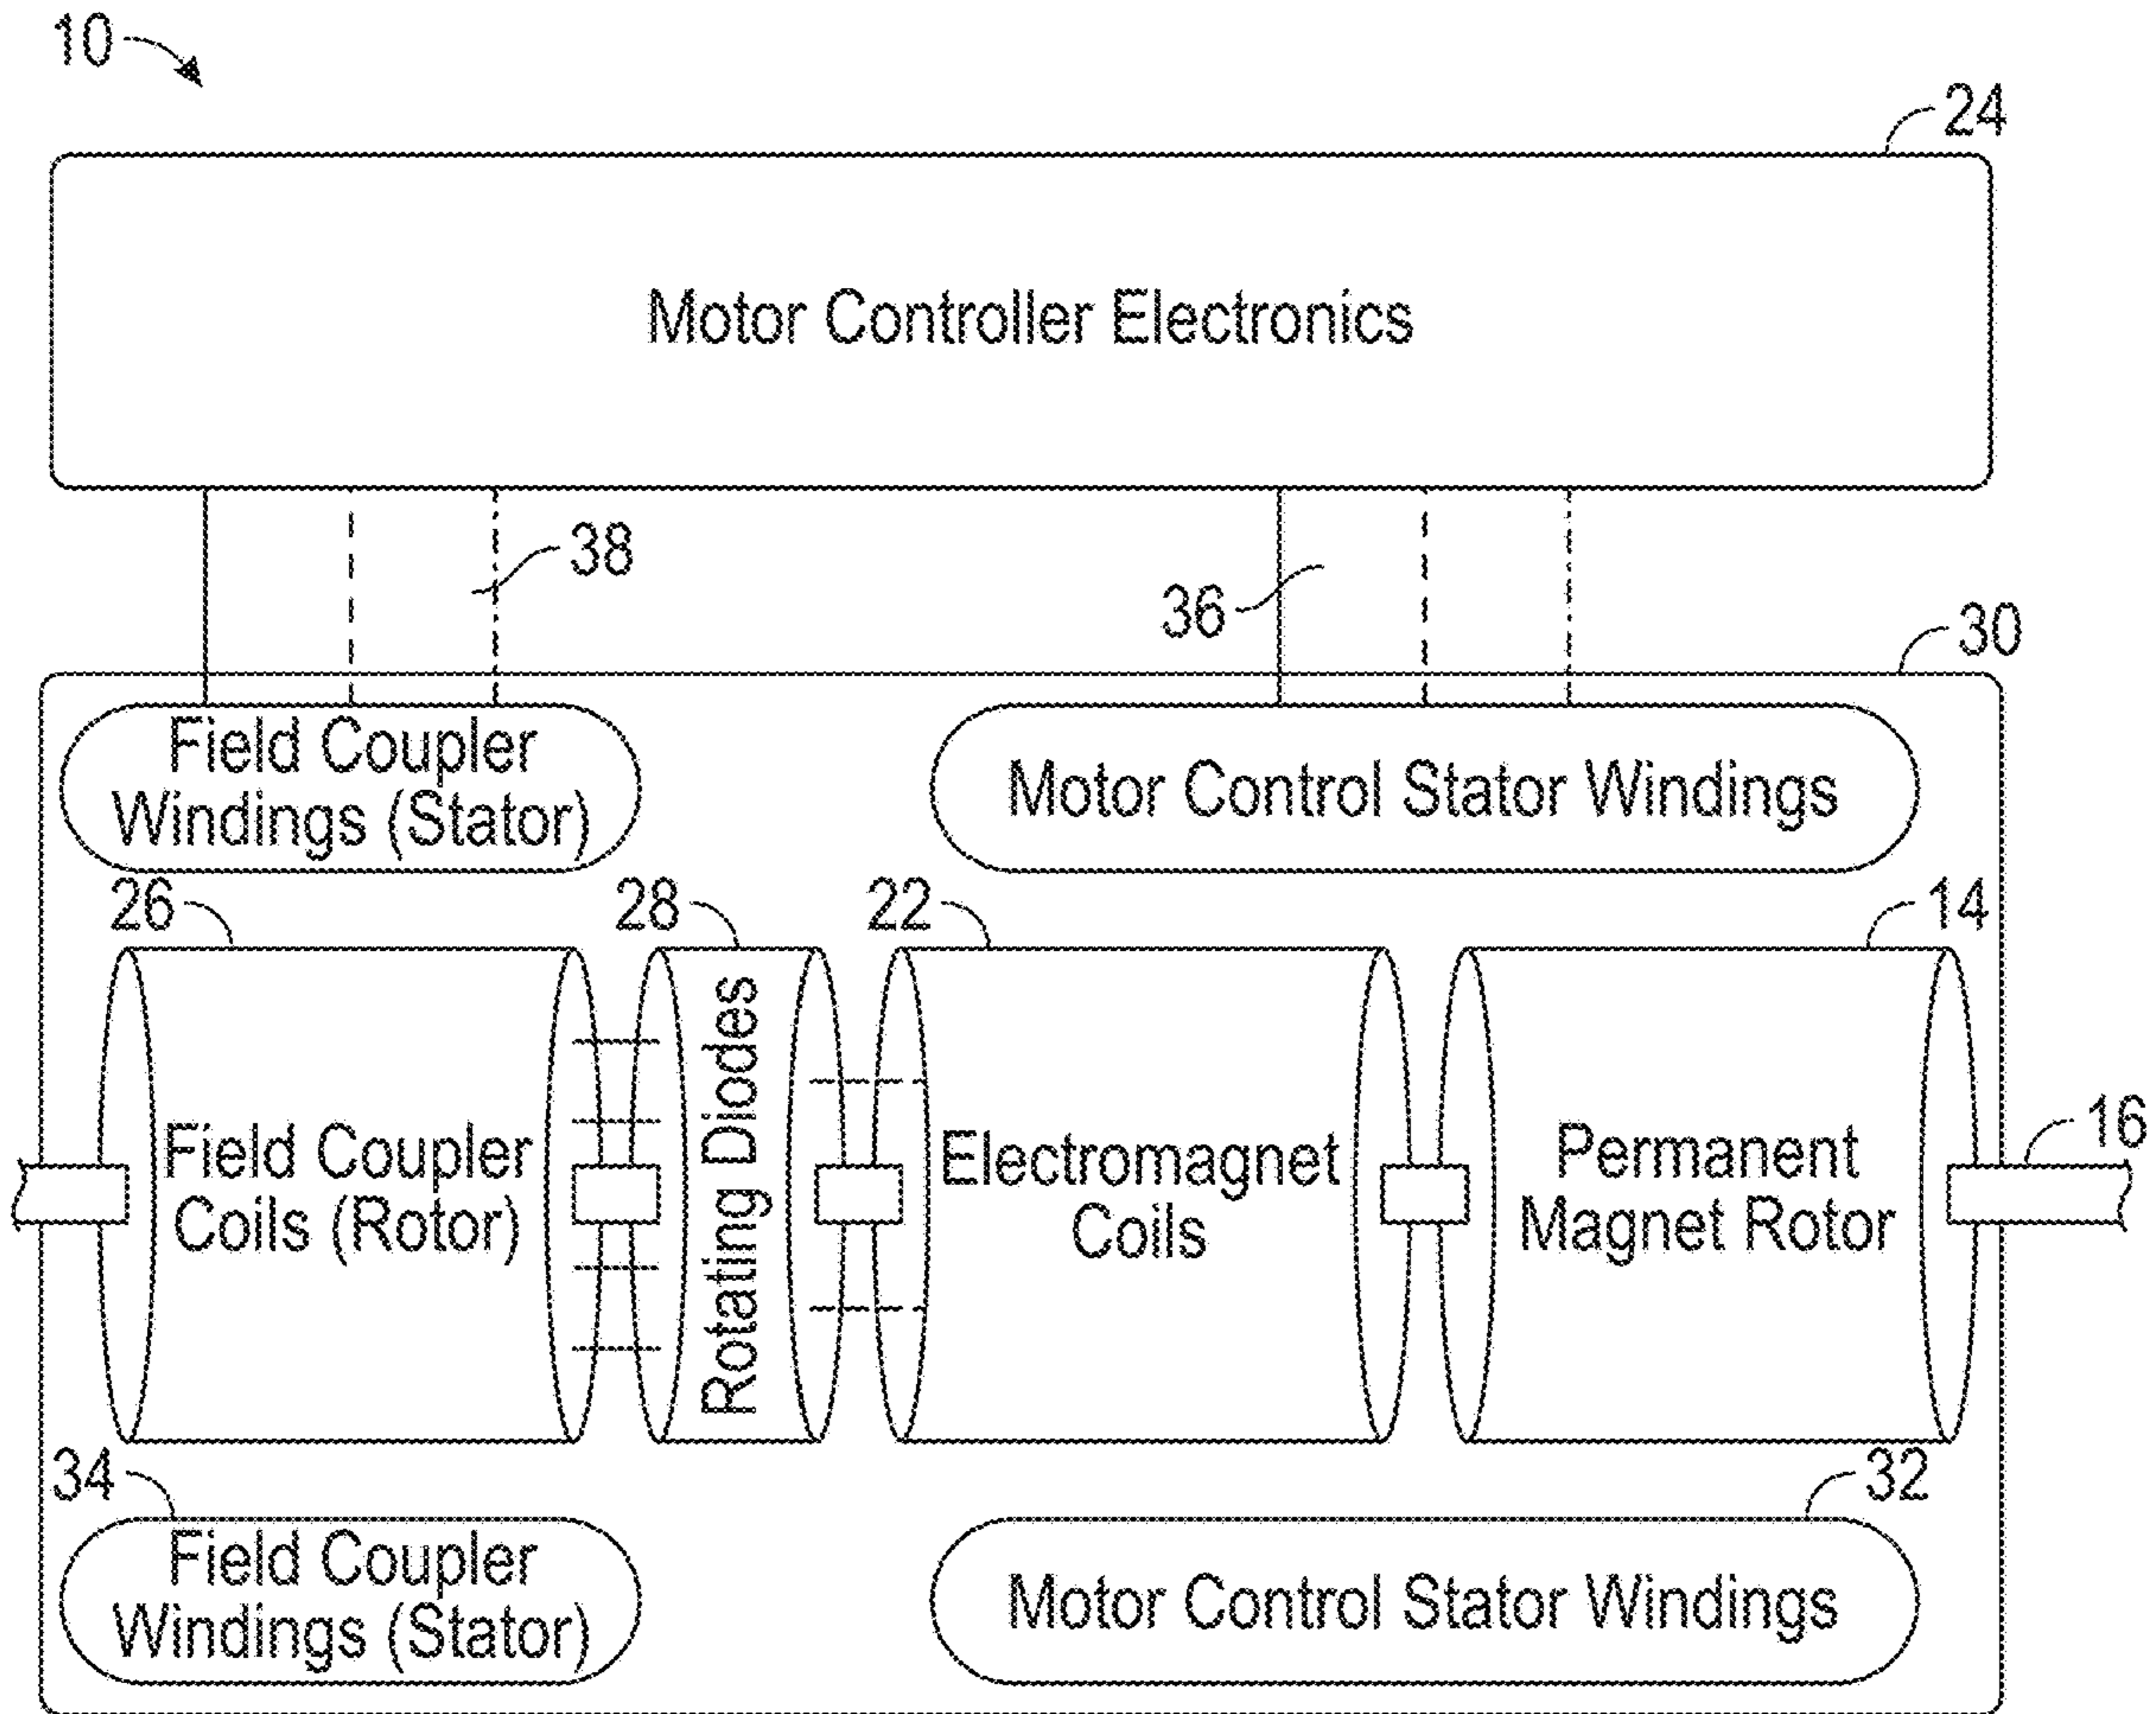 10
24
Motor Controller Electronics
38
36
30
Field Coupler
Windings (Stator)
Motor Control Stator Windings
26
28
22
14
Field Coupler
Coils (Rotor)
Rotating Diodes
Electromagnet
Coils
Permanent
Magnet Rotor
16
34
32
Field Coupler
Windings (Stator)
Motor Control Stator Windings